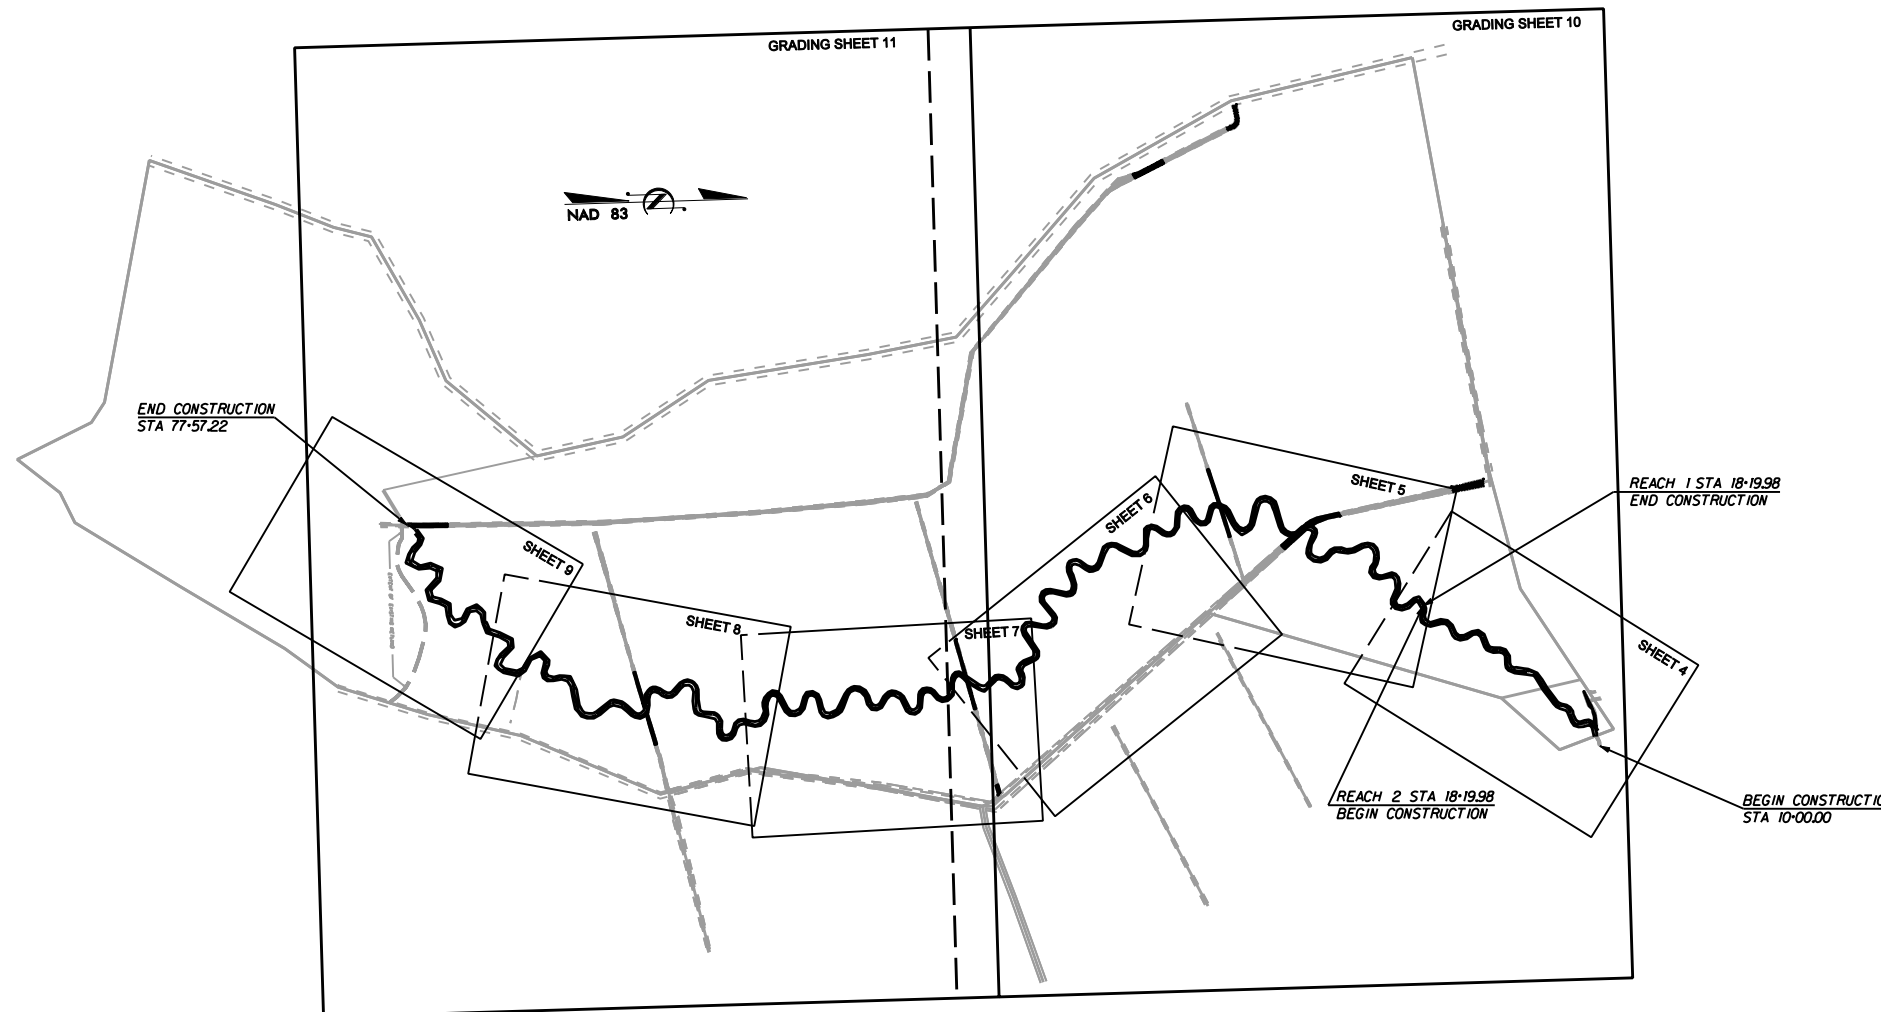 GRADING SHEET 11
GRADING SHEET 10
NAD 83
END CONSTRUCTION
STA 77+57.22
SHEET 9
SHEET 8
SHEET 7
SHEET 6
SHEET 5
REACH 1 STA 18+19.98
END CONSTRUCTION
SHEET 4
REACH 2 STA 18+19.98
BEGIN CONSTRUCTION
BEGIN CONSTRUCTIO
STA 10+00.00